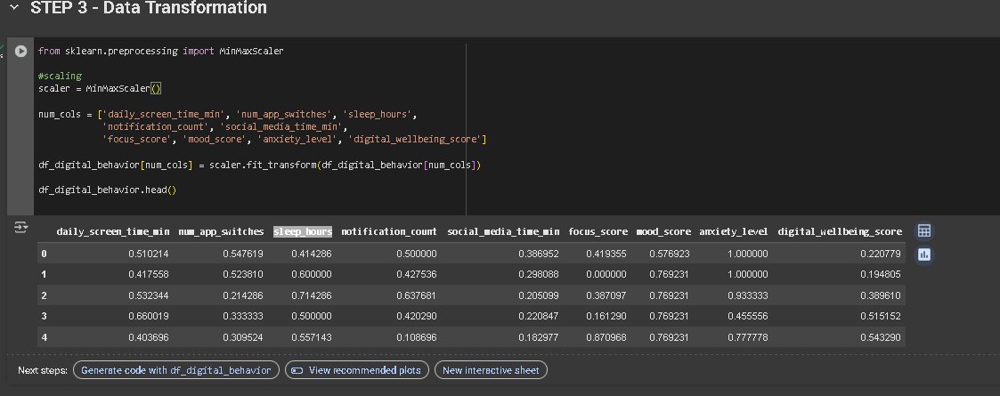 STEP 3 - Data Transformation
from sklearn.preprocessing import MinMaxScaler
#scaling
scaler = MinMaxScaler()
num_cols = ['daily_screen_time_min', 'num_app_switches', 'sleep_hours',
'notification_count', 'social_media_time_min',
'focus_score', 'mood_score', 'anxiety_level', 'digital_wellbeing_score']
df_digital_behavior[num_cols] = scaler.fit_transform(df_digital_behavior[num_cols])
df_digital_behavior.head()
daily_screen_time_min num_app_switches sleep_hours notification_count social_media_time_min focus_score mood_score anxiety_level digital_wellbeing_score
0 0.510214 0.547619 0.414286 0.500000 0.386952 0.419355 0.576923 1.000000 0.220779
1 0.417558 0.523810 0.600000 0.427536 0.298088 0.000000 0.769231 1.000000 0.194805
2 0.532344 0.214286 0.714286 0.637681 0.205099 0.387097 0.769231 0.933333 0.389610
3 0.660019 0.333333 0.500000 0.420290 0.220847 0.161290 0.769231 0.455556 0.515152
4 0.403696 0.309524 0.557143 0.108696 0.182977 0.870968 0.769231 0.777778 0.543290
Next steps: Generate code with df_digital_behavior View recommended plots New interactive sheet